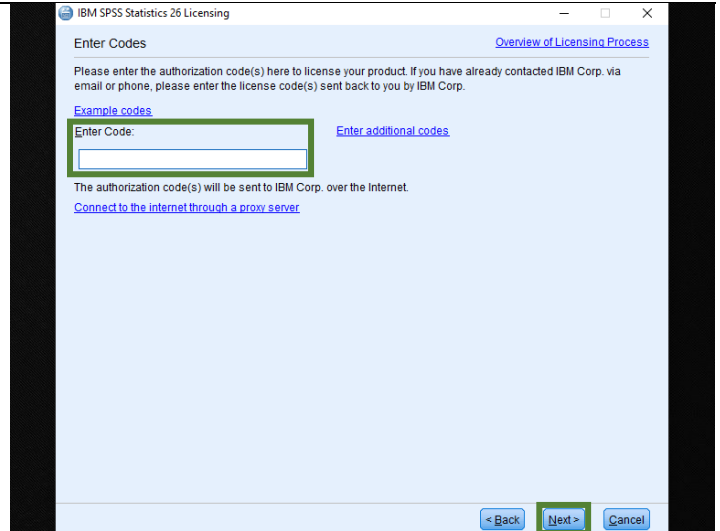 IBM SPSS Statistics 26 Licensing
Enter Codes
Overview of Licensing Process
Please enter the authorization code(s) here to license your product. If you have already contacted IBM Corp. via
email or phone, please enter the license code(s) sent back to you by IBM Corp.
Example codes
Enter Code:
Enter additional codes
The authorization code(s) will be sent to IBM Corp. over the Internet.
Connect to the internet through a proxy server
< Back
Next >
Cancel